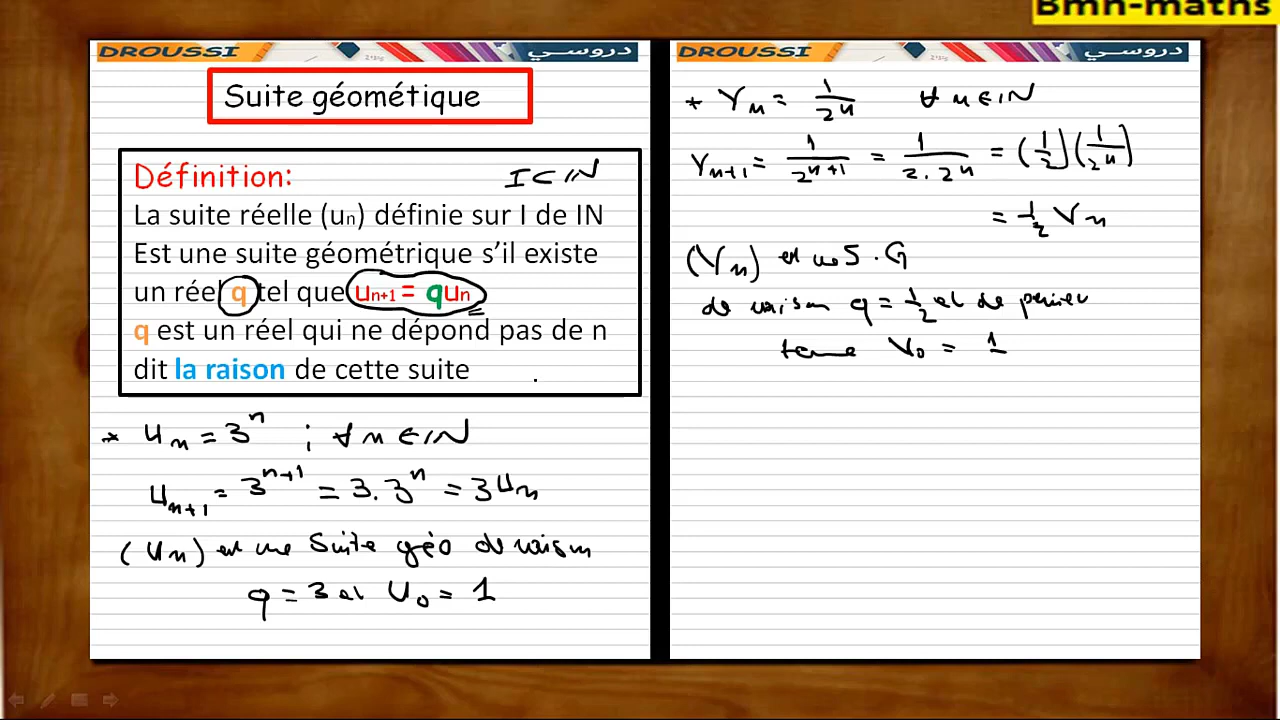 Bmh-maths
DROUSSI دروسي
Suite géométique
Définition: I ⊂ IN
La suite réelle (un) définie sur I de IN
Est une suite géométrique s'il existe
un réel q tel que un+1 = qun
q est un réel qui ne dépond pas de n
dit la raison de cette suite .
* un = 3^n ; ∀ n ∈ IN
un+1 = 3^n+1 = 3 . 3^n = 3un
(un) est une suite géo de raison
q = 3 et U0 = 1
DROUSSI دروسي
* Vn = 1/2^n ∀ n ∈ IN
Vn+1 = 1/2^n+1 = 1/2 . 2^n = (1/2)(1/2^n)
= 1/2 Vn
(Vn) est une S.G
de raison q = 1/2 et de premier
terme V0 = 1